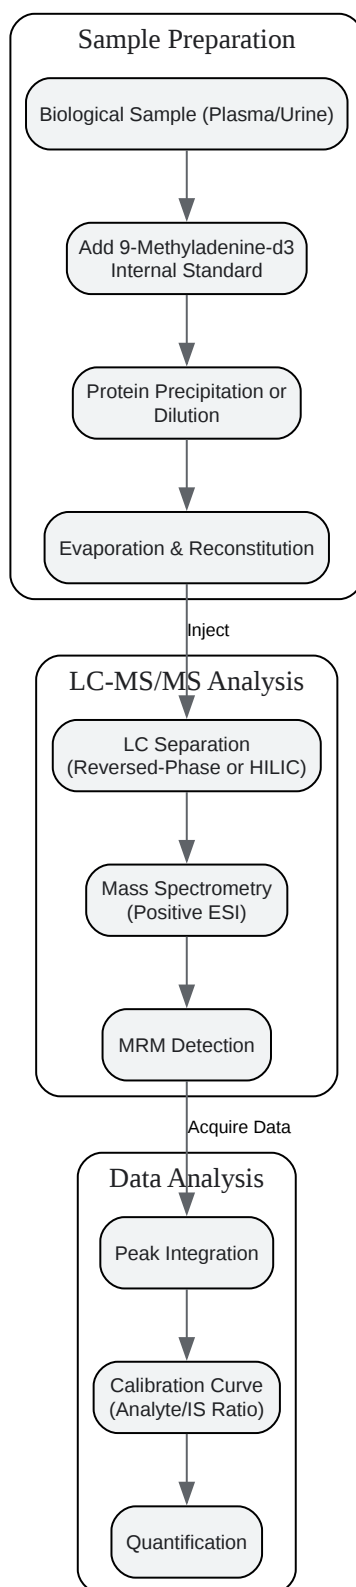 Sample Preparation
Biological Sample (Plasma/Urine)
Add 9-Methyladenine-d3
Internal Standard
Protein Precipitation or
Dilution
Evaporation & Reconstitution
Inject
LC-MS/MS Analysis
LC Separation
(Reversed-Phase or HILIC)
Mass Spectrometry
(Positive ESI)
MRM Detection
Acquire Data
Data Analysis
Peak Integration
Calibration Curve
(Analyte/IS Ratio)
Quantification